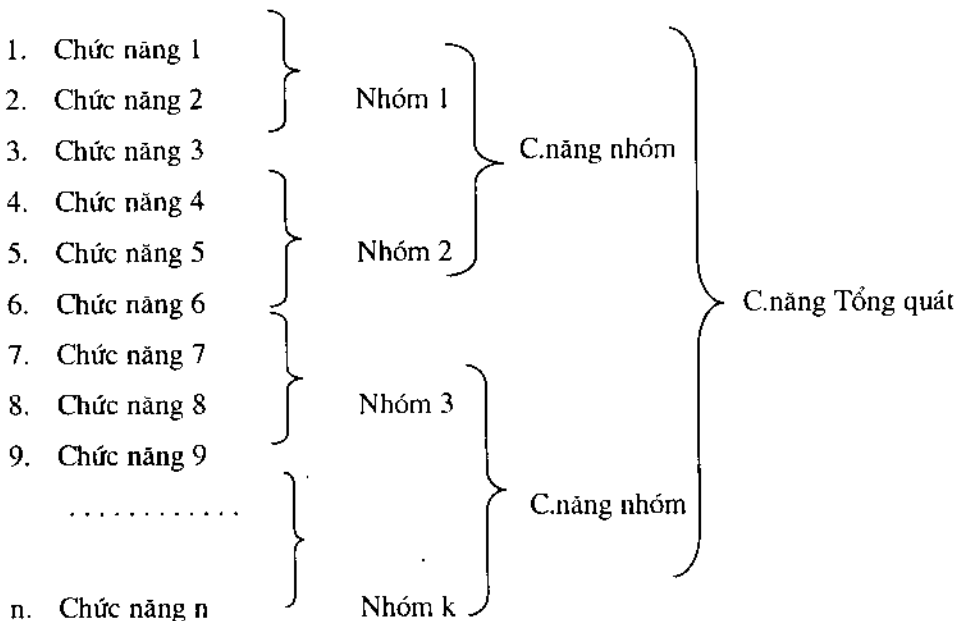 1. Chức năng 1
2. Chức năng 2
Nhóm 1
3. Chức năng 3
C.năng nhóm
4. Chức năng 4
5. Chức năng 5
Nhóm 2
6. Chức năng 6
C.năng Tổng quát
7. Chức năng 7
8. Chức năng 8
Nhóm 3
9. Chức năng 9
C.năng nhóm
. . . . . . . . . . . .
n. Chức năng n
Nhóm k